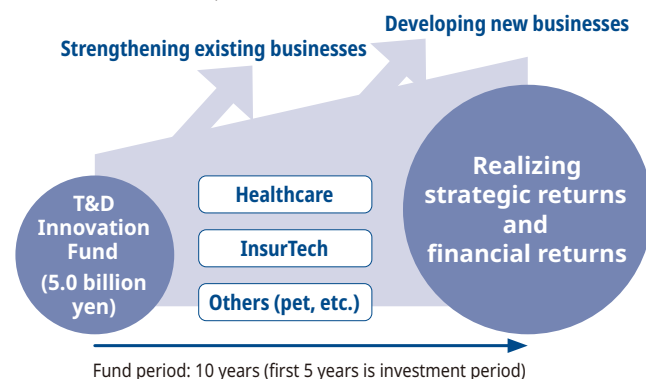 Developing new businesses
Strengthening existing businesses
T&D
Innovation
Fund
(5.0 billion
yen)
Healthcare
InsurTech
Others (pet, etc.)
Realizing
strategic returns
and
financial returns
Fund period: 10 years (first 5 years is investment period)